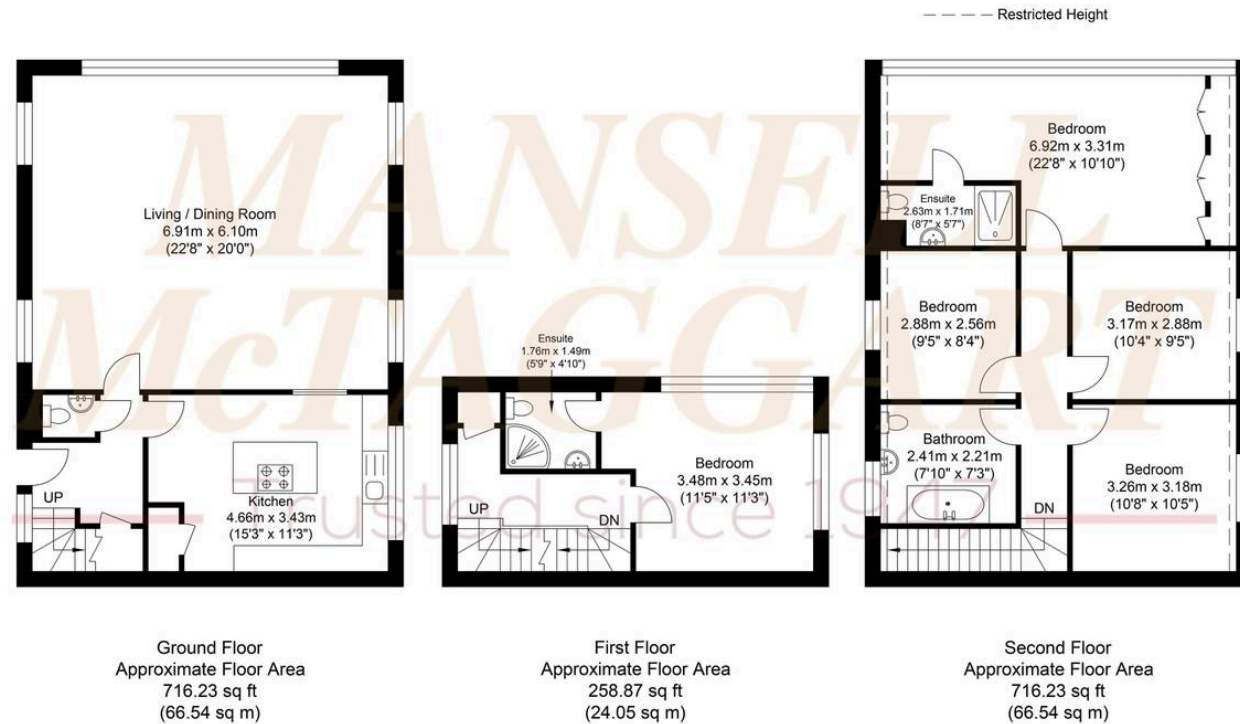 Restricted Height
MANSELL
McTAGGART
Trusted since 1947
Living / Dining Room
6.91m x 6.10m
(22'8" x 20'0")
UP
Kitchen
4.66m x 3.43m
(15'3" x 11'3")
Ground Floor
Approximate Floor Area
716.23 sq ft
(66.54 sq m)
Ensuite
1.76m x 1.49m
(5'9" x 4'10")
Bedroom
3.48m x 3.45m
(11'5" x 11'3")
UP
DN
First Floor
Approximate Floor Area
258.87 sq ft
(24.05 sq m)
Bedroom
6.92m x 3.31m
(22'8" x 10'10")
Ensuite
2.63m x 1.71m
(8'7" x 5'7")
Bedroom
2.88m x 2.56m
(9'5" x 8'4")
Bedroom
3.17m x 2.88m
(10'4" x 9'5")
Bathroom
2.41m x 2.21m
(7'10" x 7'3")
Bedroom
3.26m x 3.18m
(10'8" x 10'5")
DN
Second Floor
Approximate Floor Area
716.23 sq ft
(66.54 sq m)